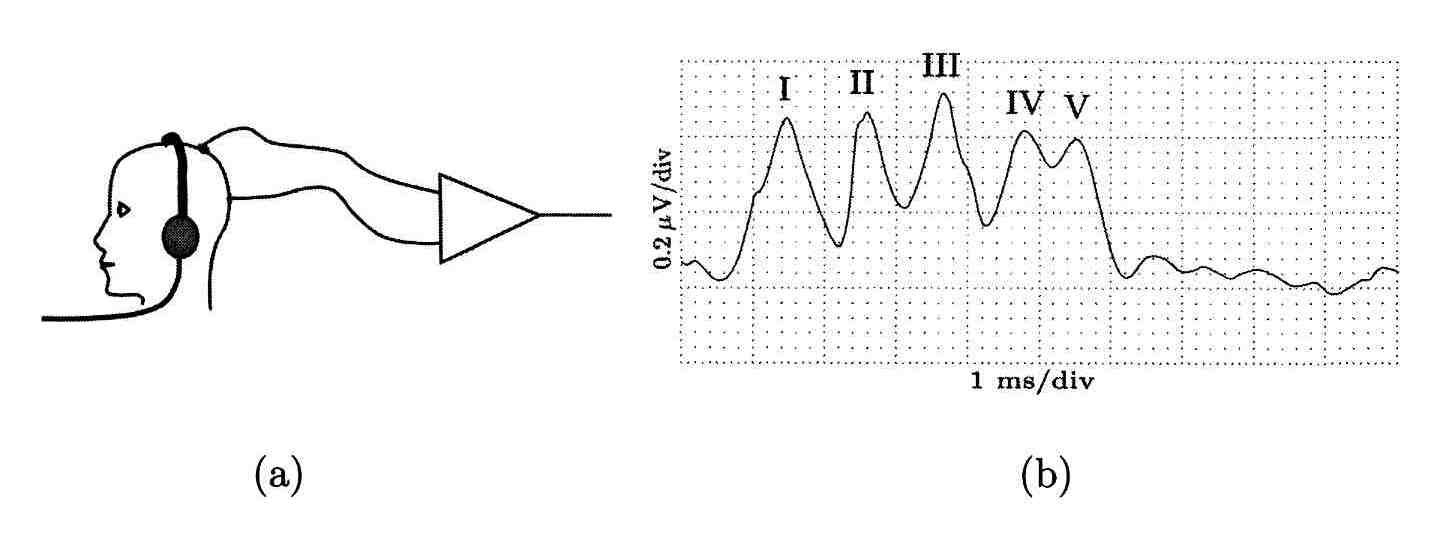 I
II
III
IV
V
0.2 μV/div
1 ms/div
(a)
(b)